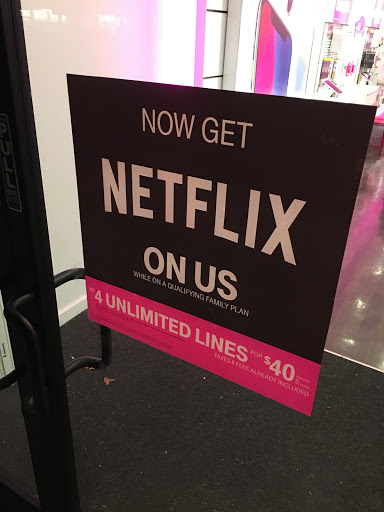 NOW GET
NETFLIX
ON US
WHILE ON A QUALIFYING FAMILY PLAN
4 UNLIMITED LINES FOR $40
TAXES & FEES ALREADY INCLUDED
PULL